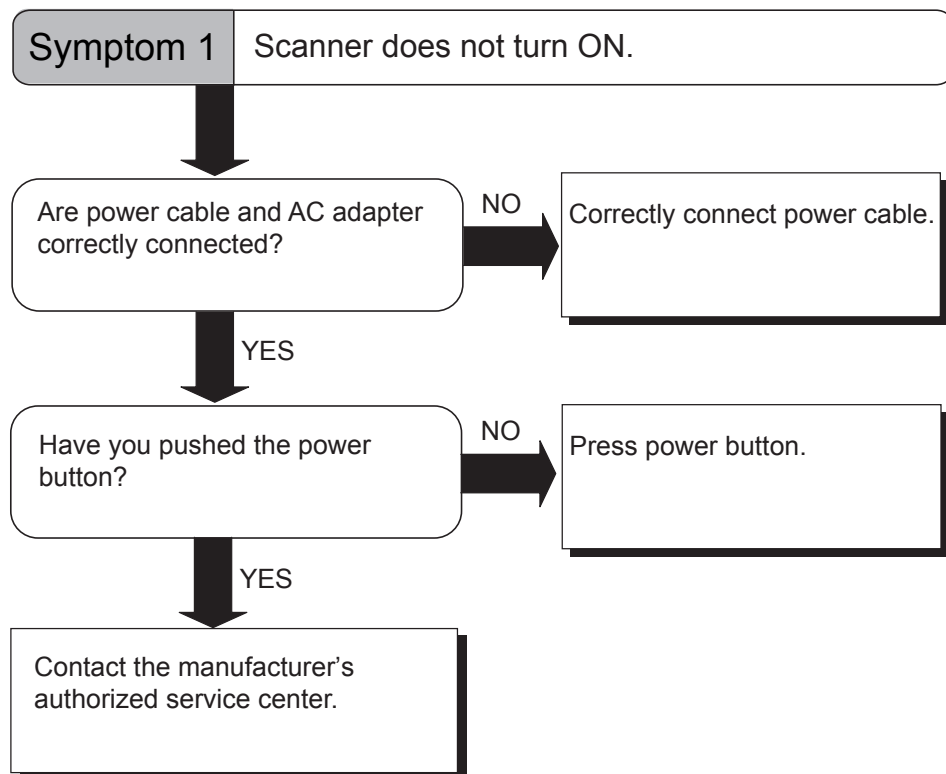 Symptom 1 Scanner does not turn ON.
Are power cable and AC adapter
correctly connected?
NO
Correctly connect power cable.
YES
Have you pushed the power
button?
NO
Press power button.
YES
Contact the manufacturer’s
authorized service center.